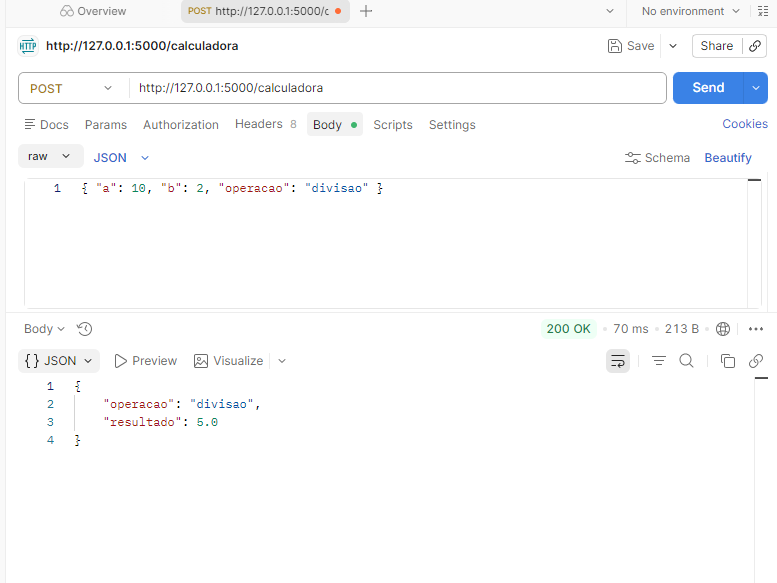 Overview POST http://127.0.0.1:5000/c No environment
HTTP http://127.0.0.1:5000/calculadora Save Share
POST http://127.0.0.1:5000/calculadora Send
Docs Params Authorization Headers 8 Body Scripts Settings Cookies
raw JSON Schema Beautify
1 { "a": 10, "b": 2, "operacao": "divisao" }
Body 200 OK • 70 ms • 213 B •
{} JSON Preview Visualize
1 {
2 "operacao": "divisao",
3 "resultado": 5.0
4 }